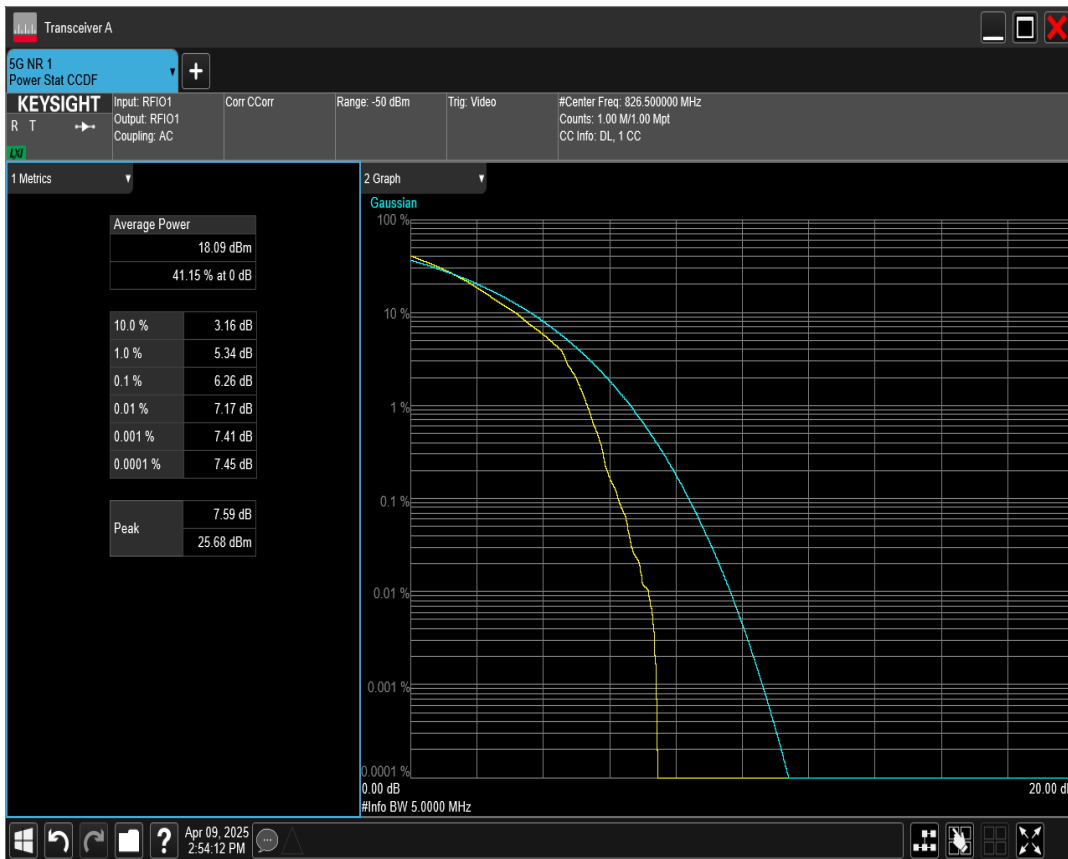 Transceiver A
5G NR 1
Power Stat CCDF
+
KEYSIGHT
R T
LXI
Input: RFIO1
Output: RFIO1
Coupling: AC
Corr CCorr
Range: -50 dBm
Trig: Video
#Center Freq: 826.500000 MHz
Counts: 1.00 M/1.00 Mpt
CC Info: DL, 1 CC
1 Metrics
Average Power
18.09 dBm
41.15 % at 0 dB
10.0 % 3.16 dB
1.0 % 5.34 dB
0.1 % 6.26 dB
0.01 % 7.17 dB
0.001 % 7.41 dB
0.0001 % 7.45 dB
Peak
7.59 dB
25.68 dBm
2 Graph
Gaussian
100 %
10 %
1 %
0.1 %
0.01 %
0.001 %
0.0001 %
0.00 dB
20.00 d
#Info BW 5.0000 MHz
?
Apr 09, 2025
2:54:12 PM